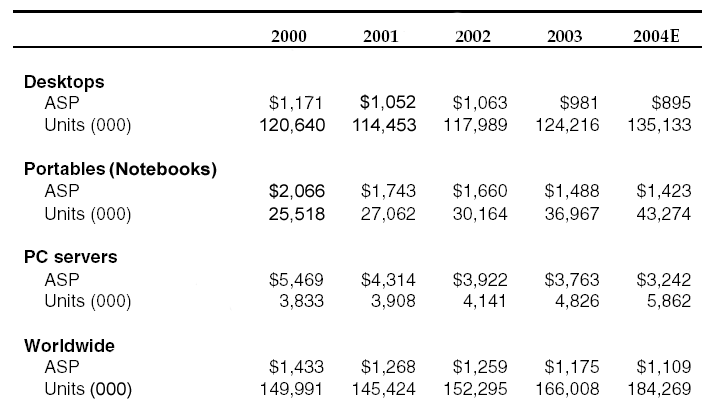 2000 2001 2002 2003 2004E
Desktops
ASP $1,171 $1,052 $1,063 $981 $895
Units (000) 120,640 114,453 117,989 124,216 135,133
Portables (Notebooks)
ASP $2,066 $1,743 $1,660 $1,488 $1,423
Units (000) 25,518 27,062 30,164 36,967 43,274
PC servers
ASP $5,469 $4,314 $3,922 $3,763 $3,242
Units (000) 3,833 3,908 4,141 4,826 5,862
Worldwide
ASP $1,433 $1,268 $1,259 $1,175 $1,109
Units (000) 149,991 145,424 152,295 166,008 184,269